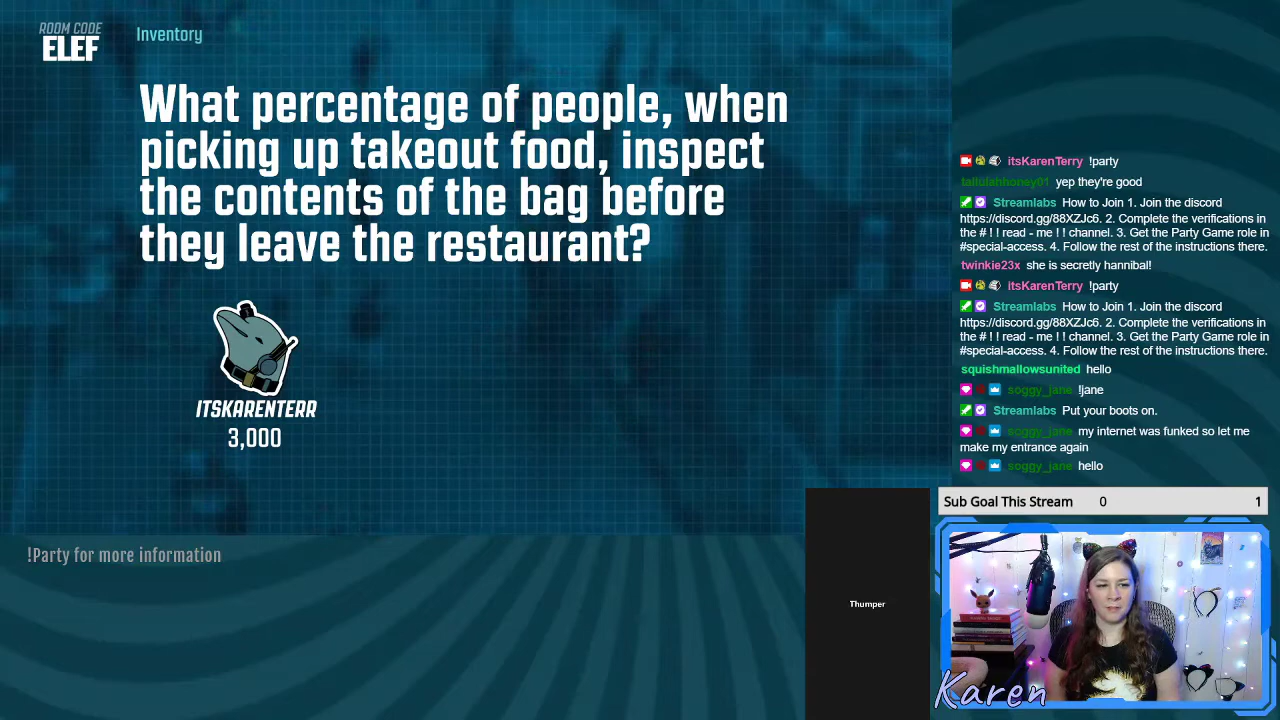 ROOM CODE
ELEF
Inventory
What percentage of people, when
picking up takeout food, inspect
the contents of the bag before
they leave the restaurant?
ITSKARENTERR
3,000
!Party for more information
Thumper
itsKarenTerry !party
tallulahhoney01 yep they're good
Streamlabs How to Join 1. Join the discord
https://discord.gg/88XZJc6. 2. Complete the verifications in
the # ! ! read - me ! ! channel. 3. Get the Party Game role in
#special-access. 4. Follow the rest of the instructions there.
twinkie23x she is secretly hannibal!
itsKarenTerry !party
Streamlabs How to Join 1. Join the discord
https://discord.gg/88XZJc6. 2. Complete the verifications in
the # ! ! read - me ! ! channel. 3. Get the Party Game role in
#special-access. 4. Follow the rest of the instructions there.
squishmallowsunited hello
soggy_jane !jane
Streamlabs Put your boots on.
soggy_jane my internet was funked so let me
make my entrance again
soggy_jane hello
Sub Goal This Stream 0 1
Karen